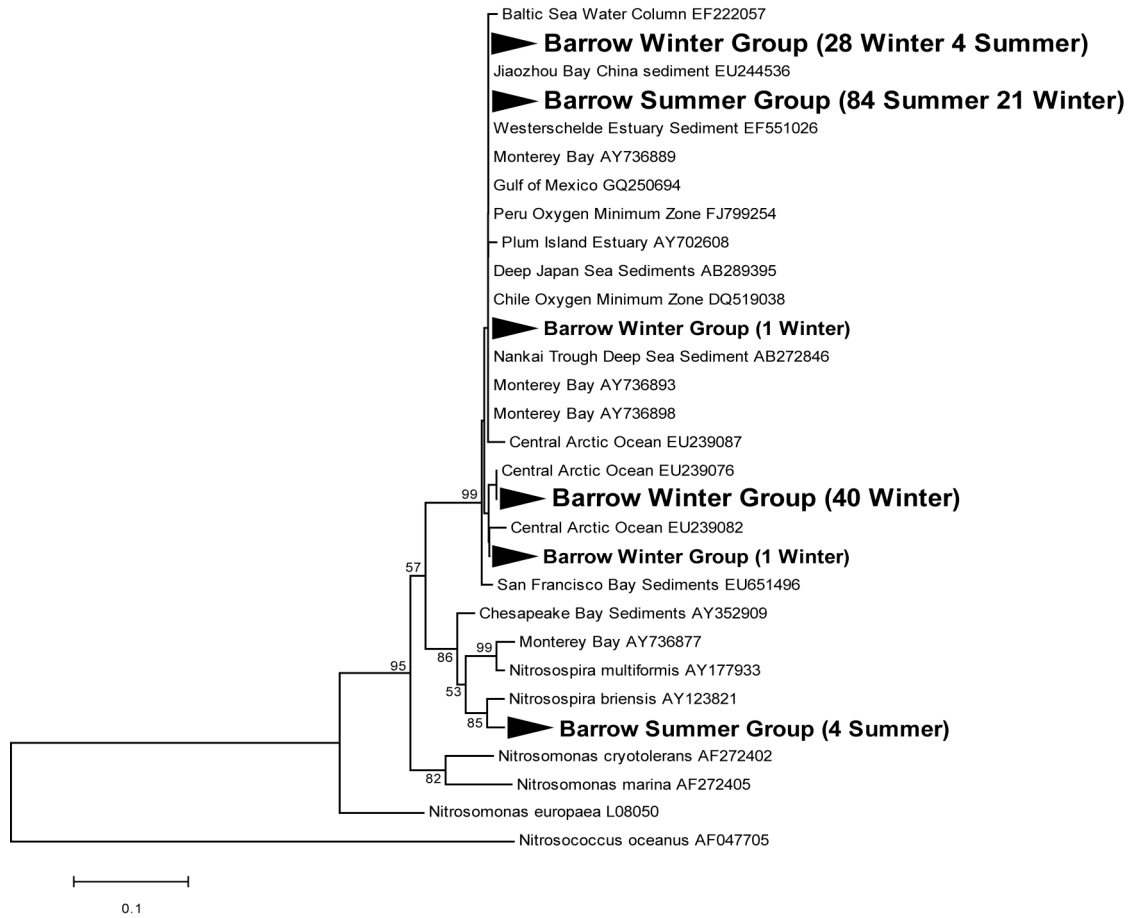 Baltic Sea Water Column EF222057
Barrow Winter Group (28 Winter 4 Summer)
Jiaozhou Bay China sediment EU244536
Barrow Summer Group (84 Summer 21 Winter)
Westerschelde Estuary Sediment EF551026
Monterey Bay AY736889
Gulf of Mexico GQ250694
Peru Oxygen Minimum Zone FJ799254
Plum Island Estuary AY702608
Deep Japan Sea Sediments AB289395
Chile Oxygen Minimum Zone DQ519038
Barrow Winter Group (1 Winter)
Nankai Trough Deep Sea Sediment AB272846
Monterey Bay AY736893
Monterey Bay AY736898
Central Arctic Ocean EU239087
Central Arctic Ocean EU239076
99
Barrow Winter Group (40 Winter)
Central Arctic Ocean EU239082
Barrow Winter Group (1 Winter)
57
San Francisco Bay Sediments EU651496
Chesapeake Bay Sediments AY352909
Monterey Bay AY736877
99
86
95
Nitrosospira multiformis AY177933
53
Nitrosospira briensis AY123821
85
Barrow Summer Group (4 Summer)
Nitrosomonas cryotolerans AF272402
82
Nitrosomonas marina AF272405
Nitrosomonas europaea L08050
Nitrosococcus oceanus AF047705
0.1